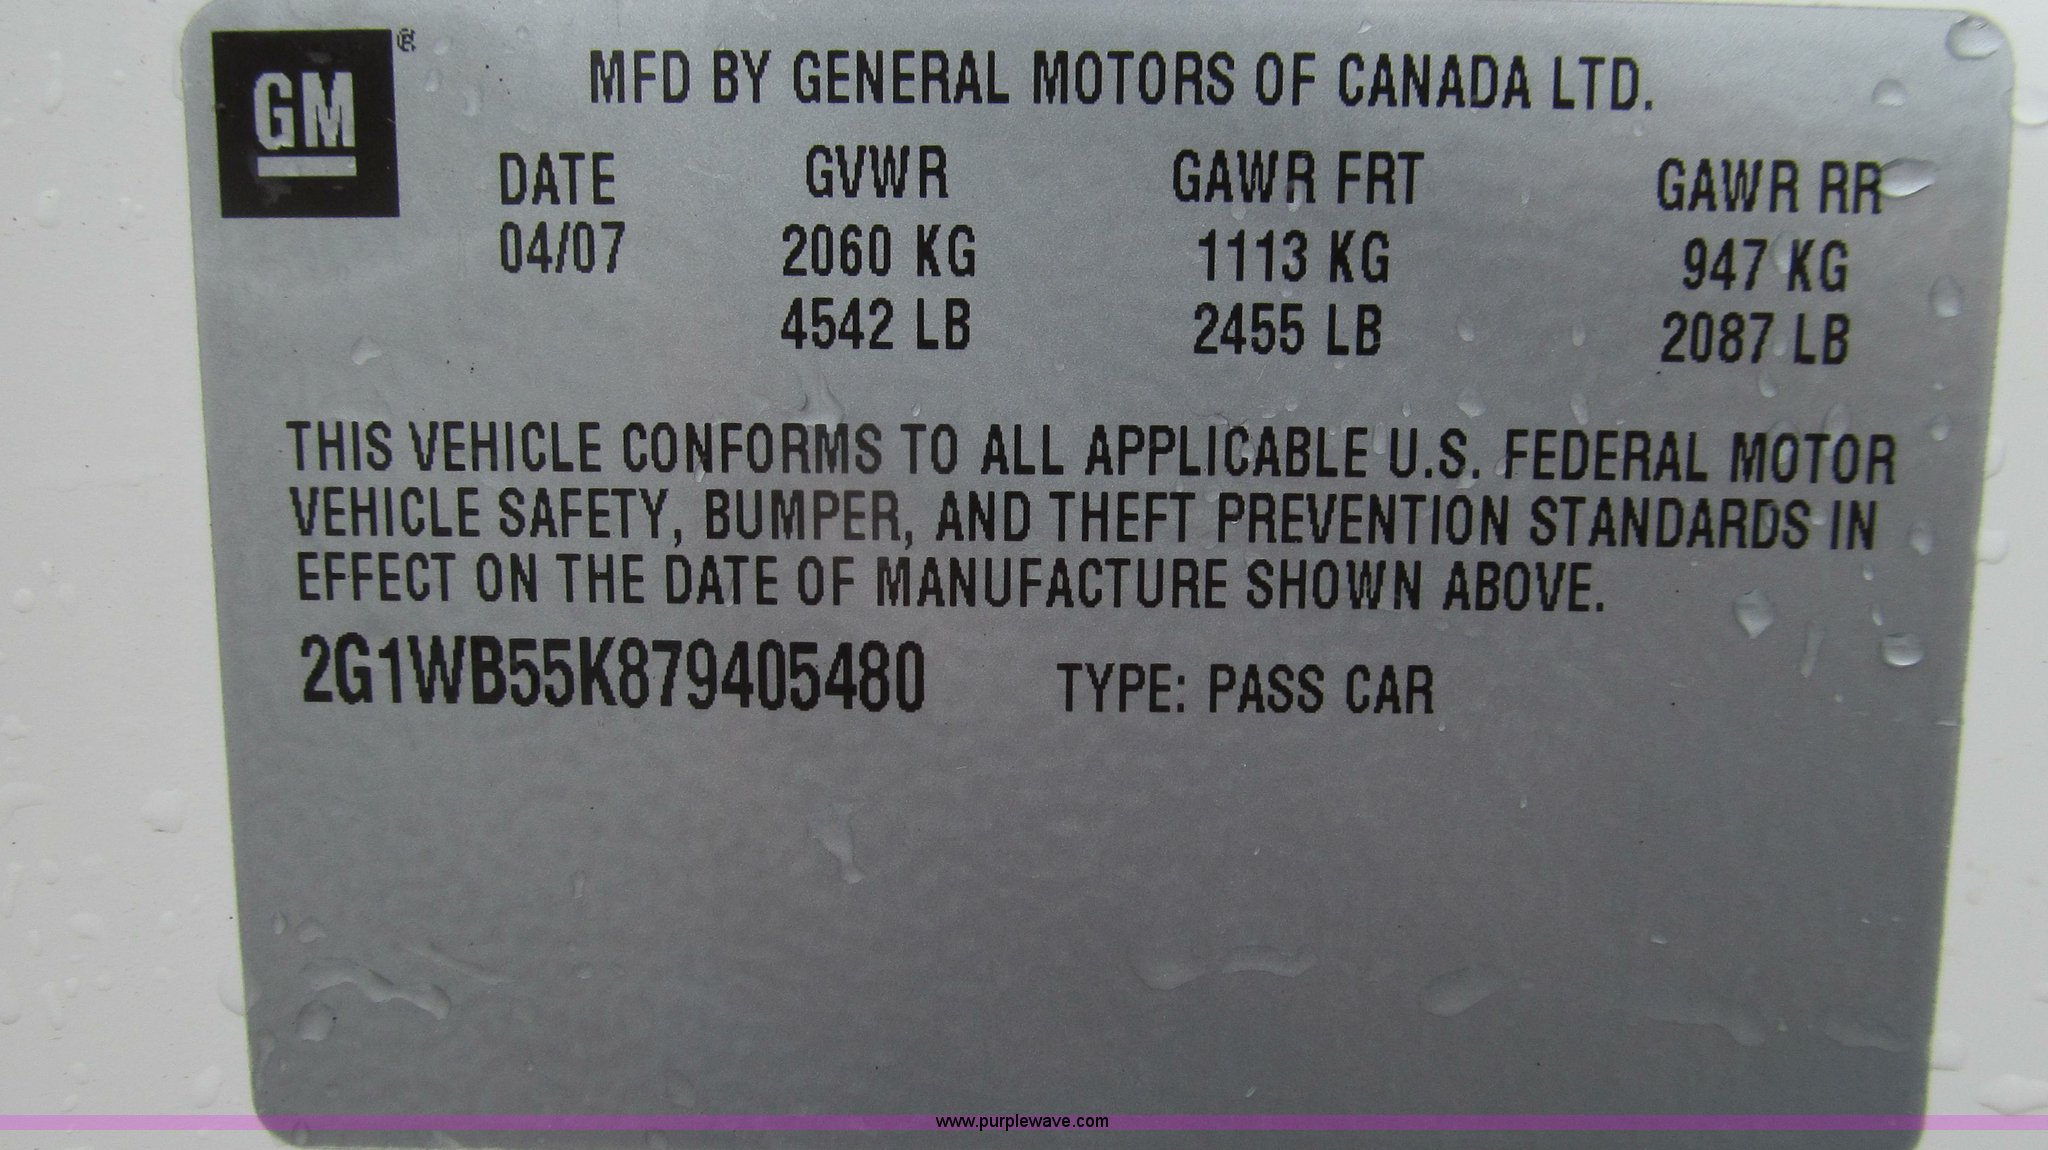 GM ®
MFD BY GENERAL MOTORS OF CANADA LTD.
DATE GVWR GAWR FRT GAWR RR
04/07 2060 KG 1113 KG 947 KG
4542 LB 2455 LB 2087 LB
THIS VEHICLE CONFORMS TO ALL APPLICABLE U.S. FEDERAL MOTOR
VEHICLE SAFETY, BUMPER, AND THEFT PREVENTION STANDARDS IN
EFFECT ON THE DATE OF MANUFACTURE SHOWN ABOVE.
2G1WB55K879405480 TYPE: PASS CAR
www.purplewave.com